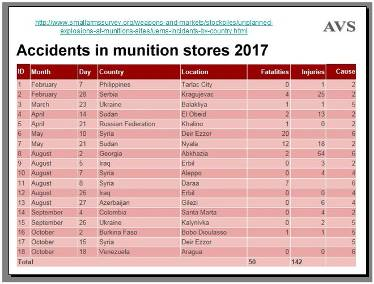 http://www.smallarmssurvey.org/weapons-and-markets/stockpiles/unplanned-
explosions-at-munitions-sites/uems-incidents-by-country.html
AVS
Accidents in munition stores 2017
ID Month Day Country Location Fatalities Injuries Cause
1 February 7 Philippines Tarlac City 0 1 2
2 February 28 Serbia Kragujevac 4 25 2
3 March 23 Ukraine Balakliya 1 1 5
4 April 14 Sudan El Obeid 2 13 2
5 April 21 Russian Federation Khalino 1 0 2
6 May 10 Syria Deir Ezzor 20 6
7 May 21 Sudan Nyala 12 18 2
8 August 2 Georgia Abkhazia 2 64 6
9 August 5 Iraq Erbil 0 3 2
10 August 7 Syria Aleppo 0 4 4
11 August 8 Syria Daraa 7 6
12 August Iraq Erbil 0 0 4
13 August 27 Azerbaijan Gilezi 0 6 4
14 September 4 Colombia Santa Marta 0 4 2
15 September 26 Ukraine Kalynivka 0 2 5
16 October 2 Burkina Faso Bobo Dioulasso 1 1 5
17 October 15 Syria Deir Ezzor 5
18 October 18 Venezuela Aragua 0 0 6
Total 50 142